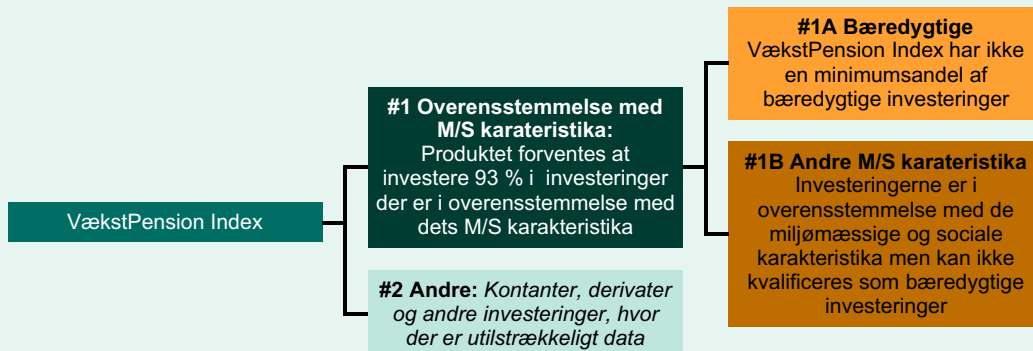 VækstPension Index
#1 Overensstemmelse med
M/S karateristika:
Produktet forventes at
investere 93 % i investeringer
der er i overensstemmelse med
dets M/S karakteristika
#2 Andre: Kontanter, derivater
og andre investeringer, hvor
der er utilstrækkeligt data
#1A Bæredygtige
VækstPension Index har ikke
en minimumsandel af
bæredygtige investeringer
#1B Andre M/S karateristika
Investeringerne er i
overensstemmelse med de
miljømæssige og sociale
karakteristika men kan ikke
kvalificeres som bæredygtige
investeringer